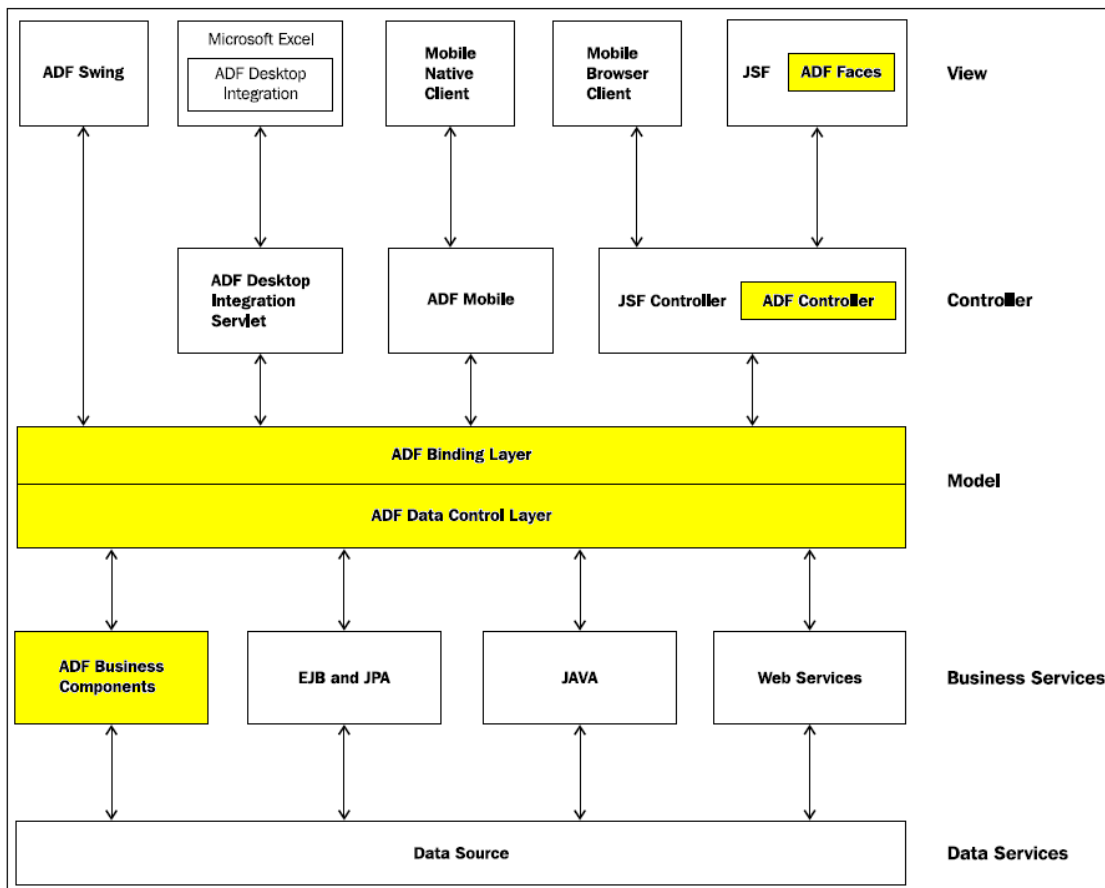 Microsoft Excel
ADF Swing
ADF Desktop
Integration
Mobile
Native
Client
Mobile
Browser
Client
JSF
ADF Faces
View
ADF Desktop
Integration
Servlet
ADF Mobile
JSF Controller
ADF Controller
Controller
ADF Binding Layer
ADF Data Control Layer
Model
ADF Business
Components
EJB and JPA
JAVA
Web Services
Business Services
Data Source
Data Services